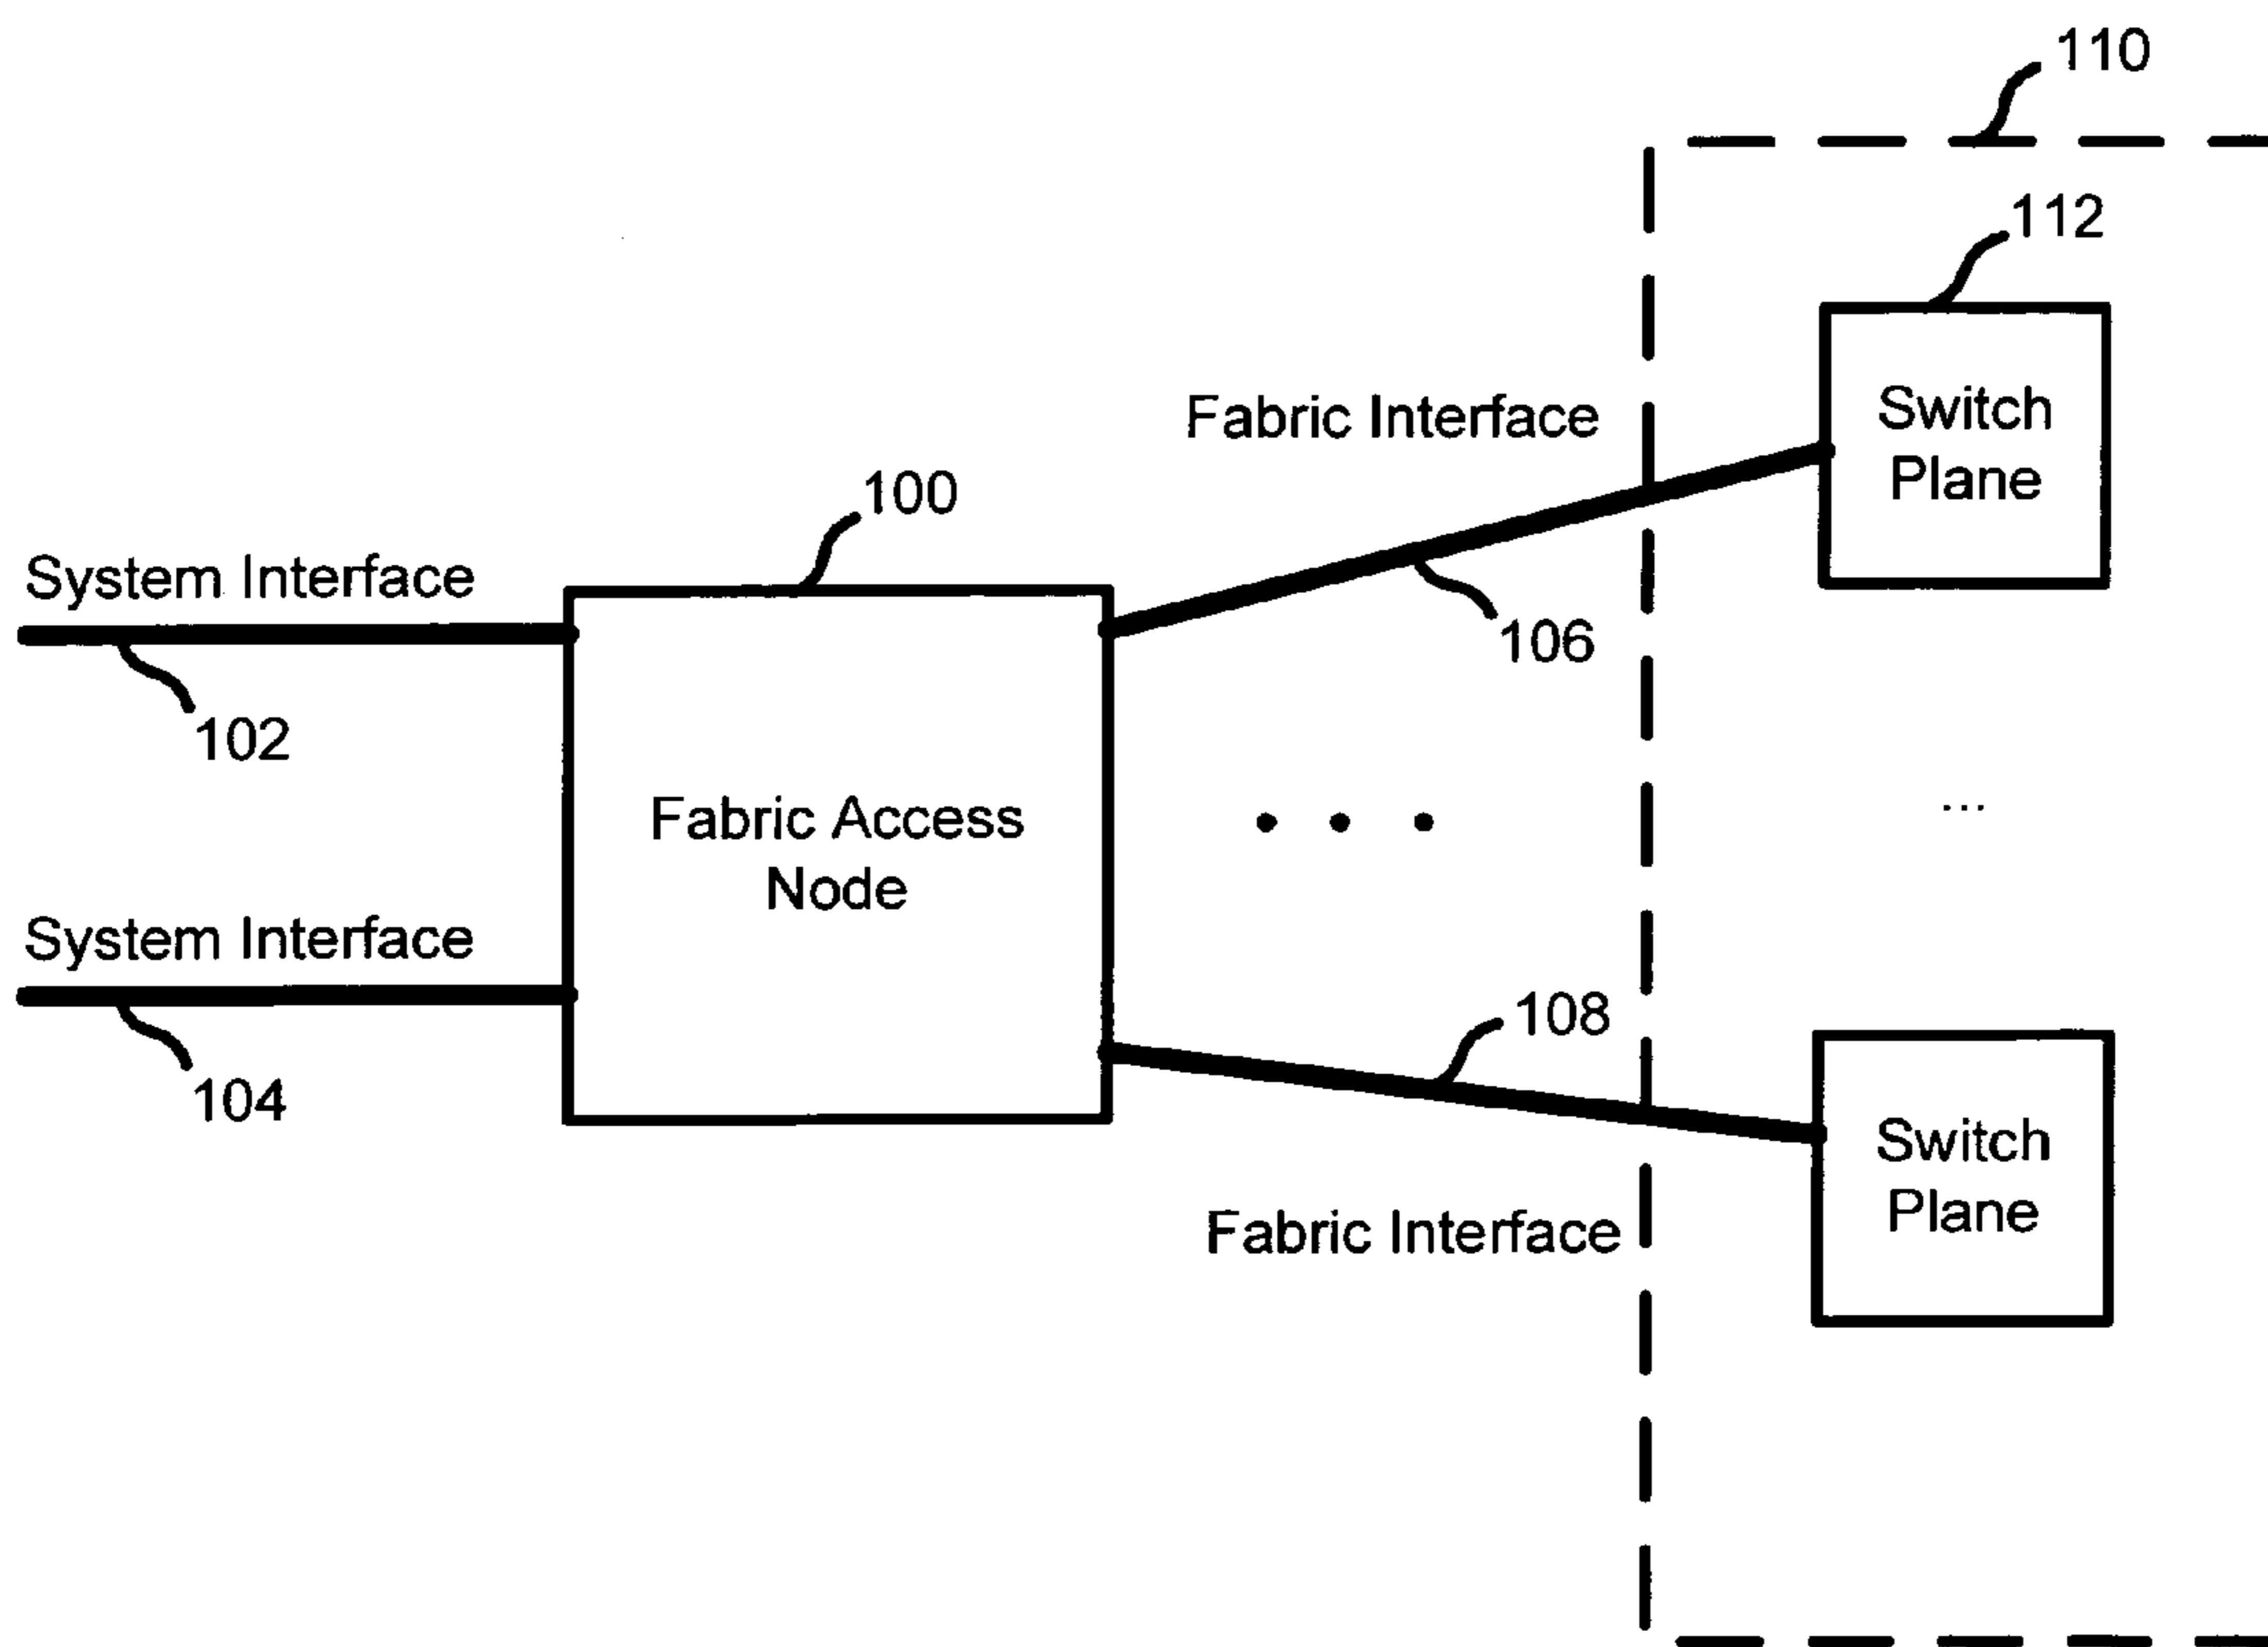 110
112
Switch
Plane
Fabric Interface
100
System Interface
106
102
Fabric Access
Node
...
System Interface
108
104
Switch
Plane
Fabric Interface